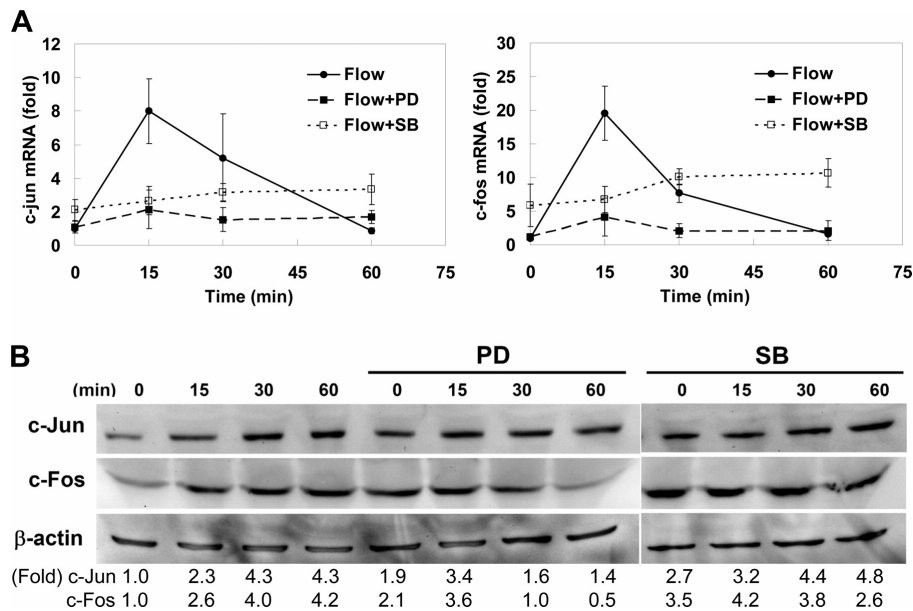 A
12
10
8
6
4
2
0
c-jun mRNA (fold)
Flow
Flow+PD
Flow+SB
0 15 30 45 60 75
Time (min)
30
25
20
15
10
5
0
c-fos mRNA (fold)
Flow
Flow+PD
Flow+SB
0 15 30 45 60 75
Time (min)
B
PD SB
(min) 0 15 30 60 0 15 30 60 0 15 30 60
c-Jun
c-Fos
β-actin
(Fold) c-Jun 1.0 2.3 4.3 4.3 1.9 3.4 1.6 1.4 2.7 3.2 4.4 4.8
c-Fos 1.0 2.6 4.0 4.2 2.1 3.6 1.0 0.5 3.5 4.2 3.8 2.6